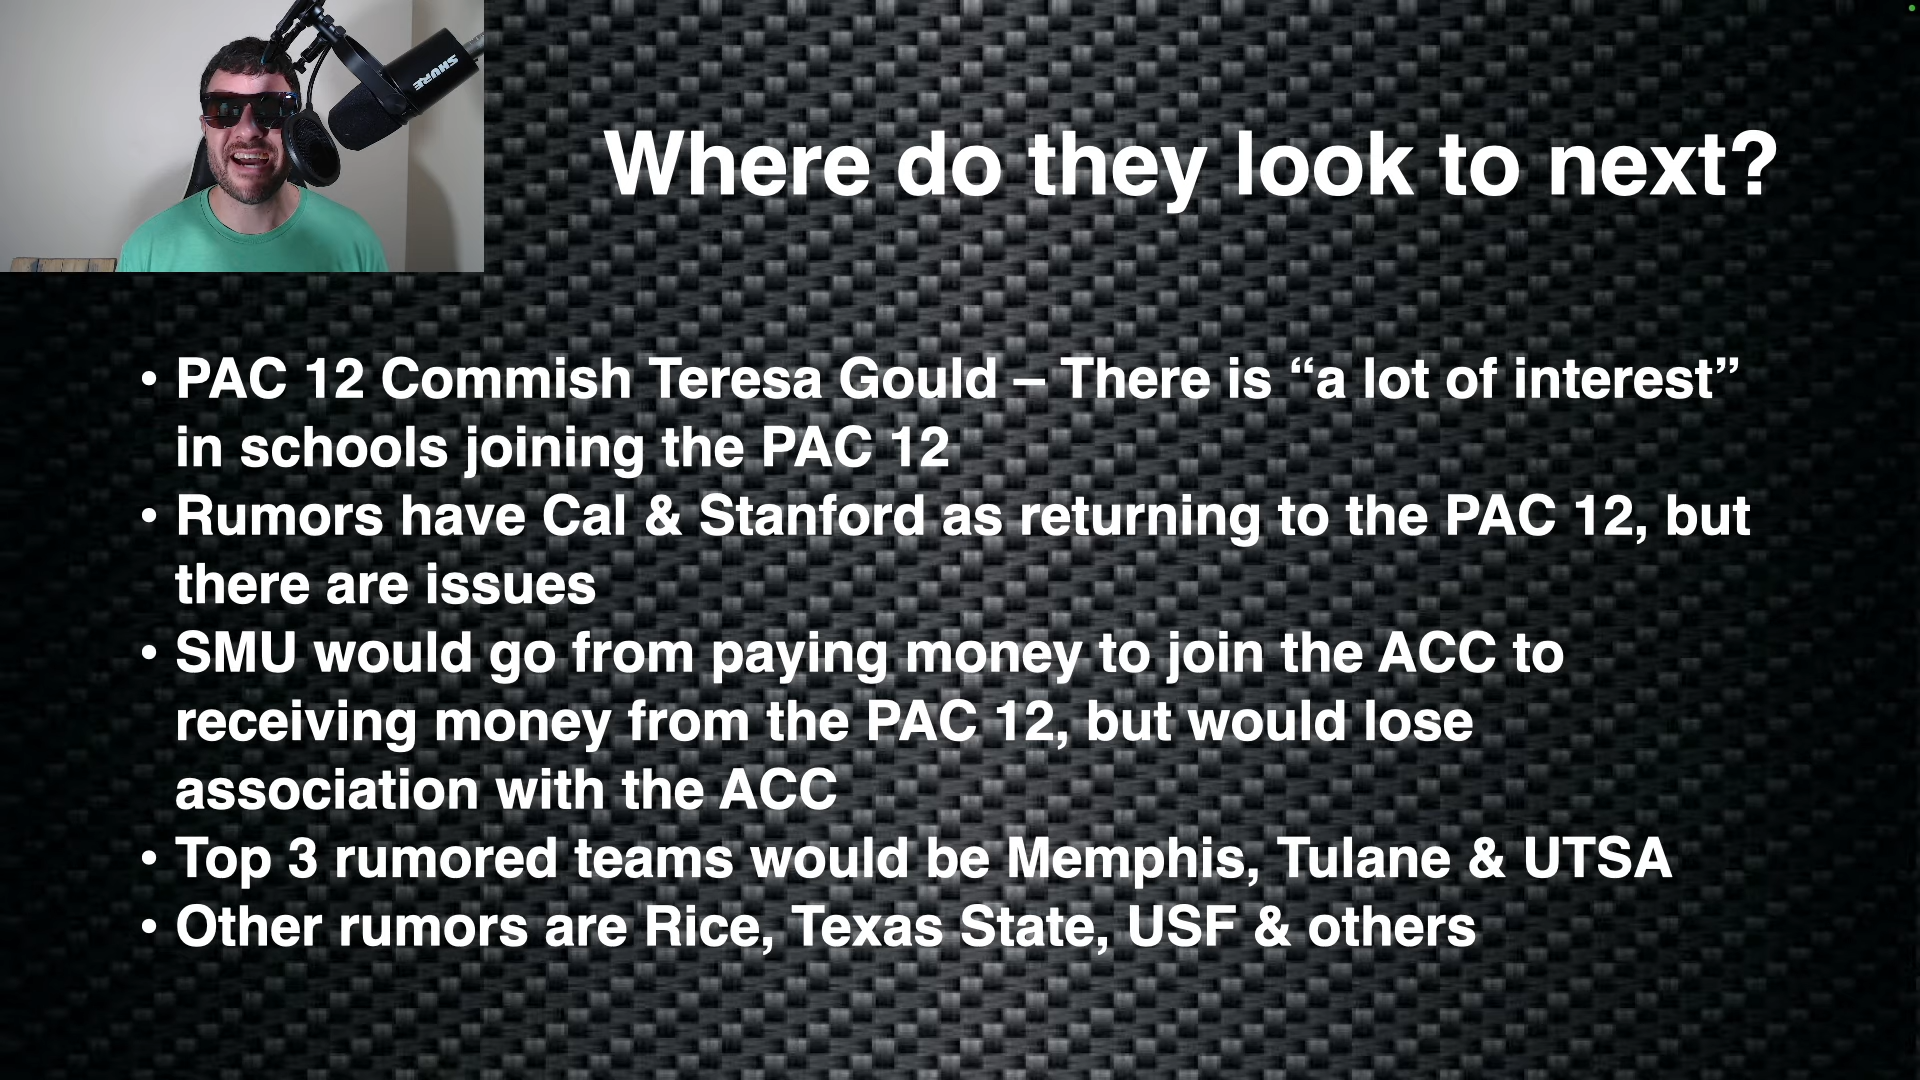 SHURE
Where do they look to next?
• PAC 12 Commish Teresa Gould – There is “a lot of interest”
in schools joining the PAC 12
• Rumors have Cal & Stanford as returning to the PAC 12, but
there are issues
• SMU would go from paying money to join the ACC to
receiving money from the PAC 12, but would lose
association with the ACC
• Top 3 rumored teams would be Memphis, Tulane & UTSA
• Other rumors are Rice, Texas State, USF & others